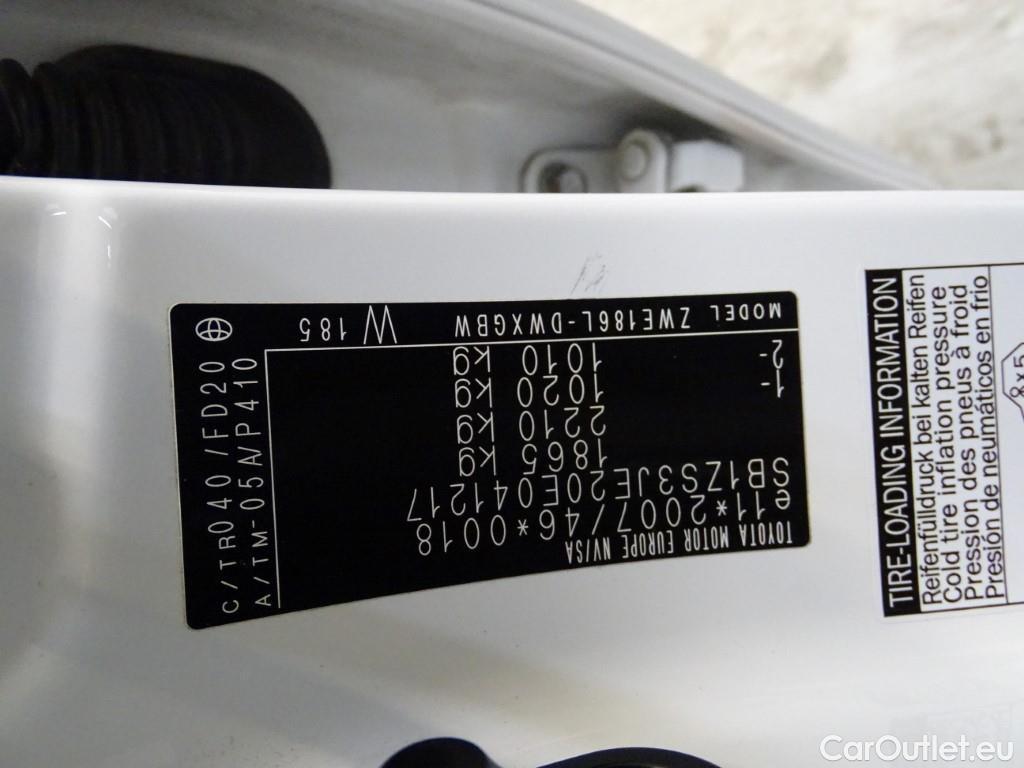 TOYOTA MOTOR EUROPE NV/SA
e11*2007/46*0018
SB1ZS3JE20E041217
1865 kg
2210 kg
1- 1020 kg
2- 1010 kg
MODEL ZWE186L-DWXGBW
W 185
C/TR040/FD20
A/TM-05A/P410
TIRE-LOADING INFORMATION
Reifenfülldruck bei kalten Reifen
Cold tire inflation pressure
Pression des pneus à froid
Presión de neumáticos en frio
8x5
CarOutlet.eu